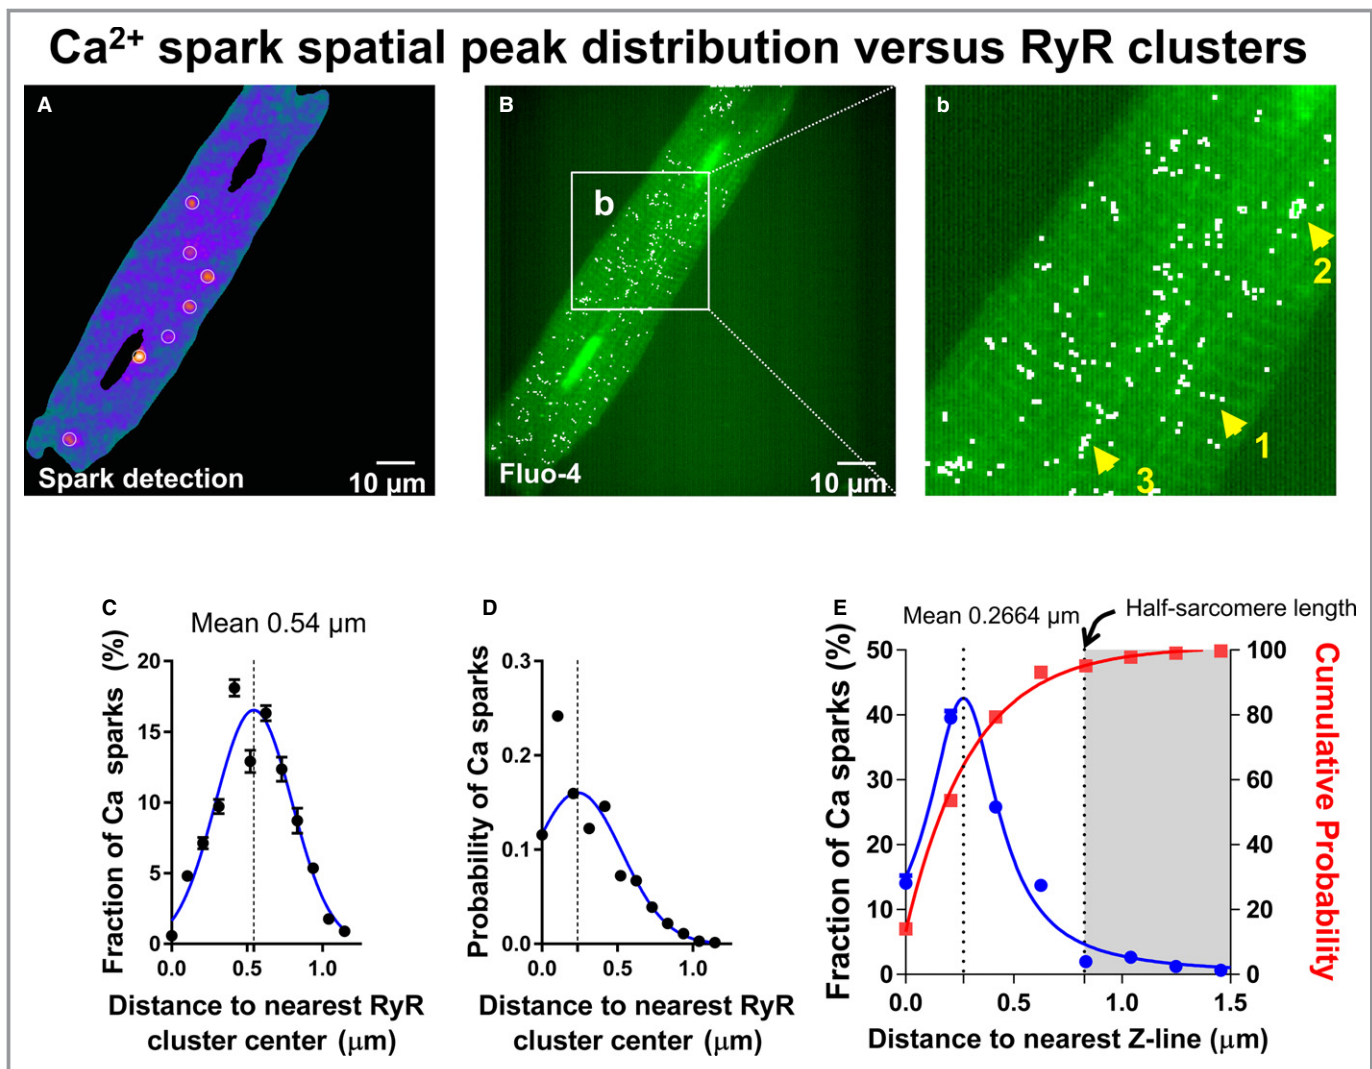 Ca²⁺ spark spatial peak distribution versus RyR clusters
A
Spark detection
10 µm
B
b
Fluo-4
10 µm
b
2
1
3
C
Mean 0.54 µm
Fraction of Ca sparks (%)
20
15
10
5
0
0.0 0.5 1.0
Distance to nearest RyR
cluster center (µm)
D
Probability of Ca sparks
0.3
0.2
0.1
0.0
0.0 0.5 1.0
Distance to nearest RyR
cluster center (µm)
E
Mean 0.2664 µm
Half-sarcomere length
Fraction of Ca sparks (%)
50
40
30
20
10
0
100
80
60
40
20
0
Cumulative Probability
0.0 0.5 1.0 1.5
Distance to nearest Z-line (µm)